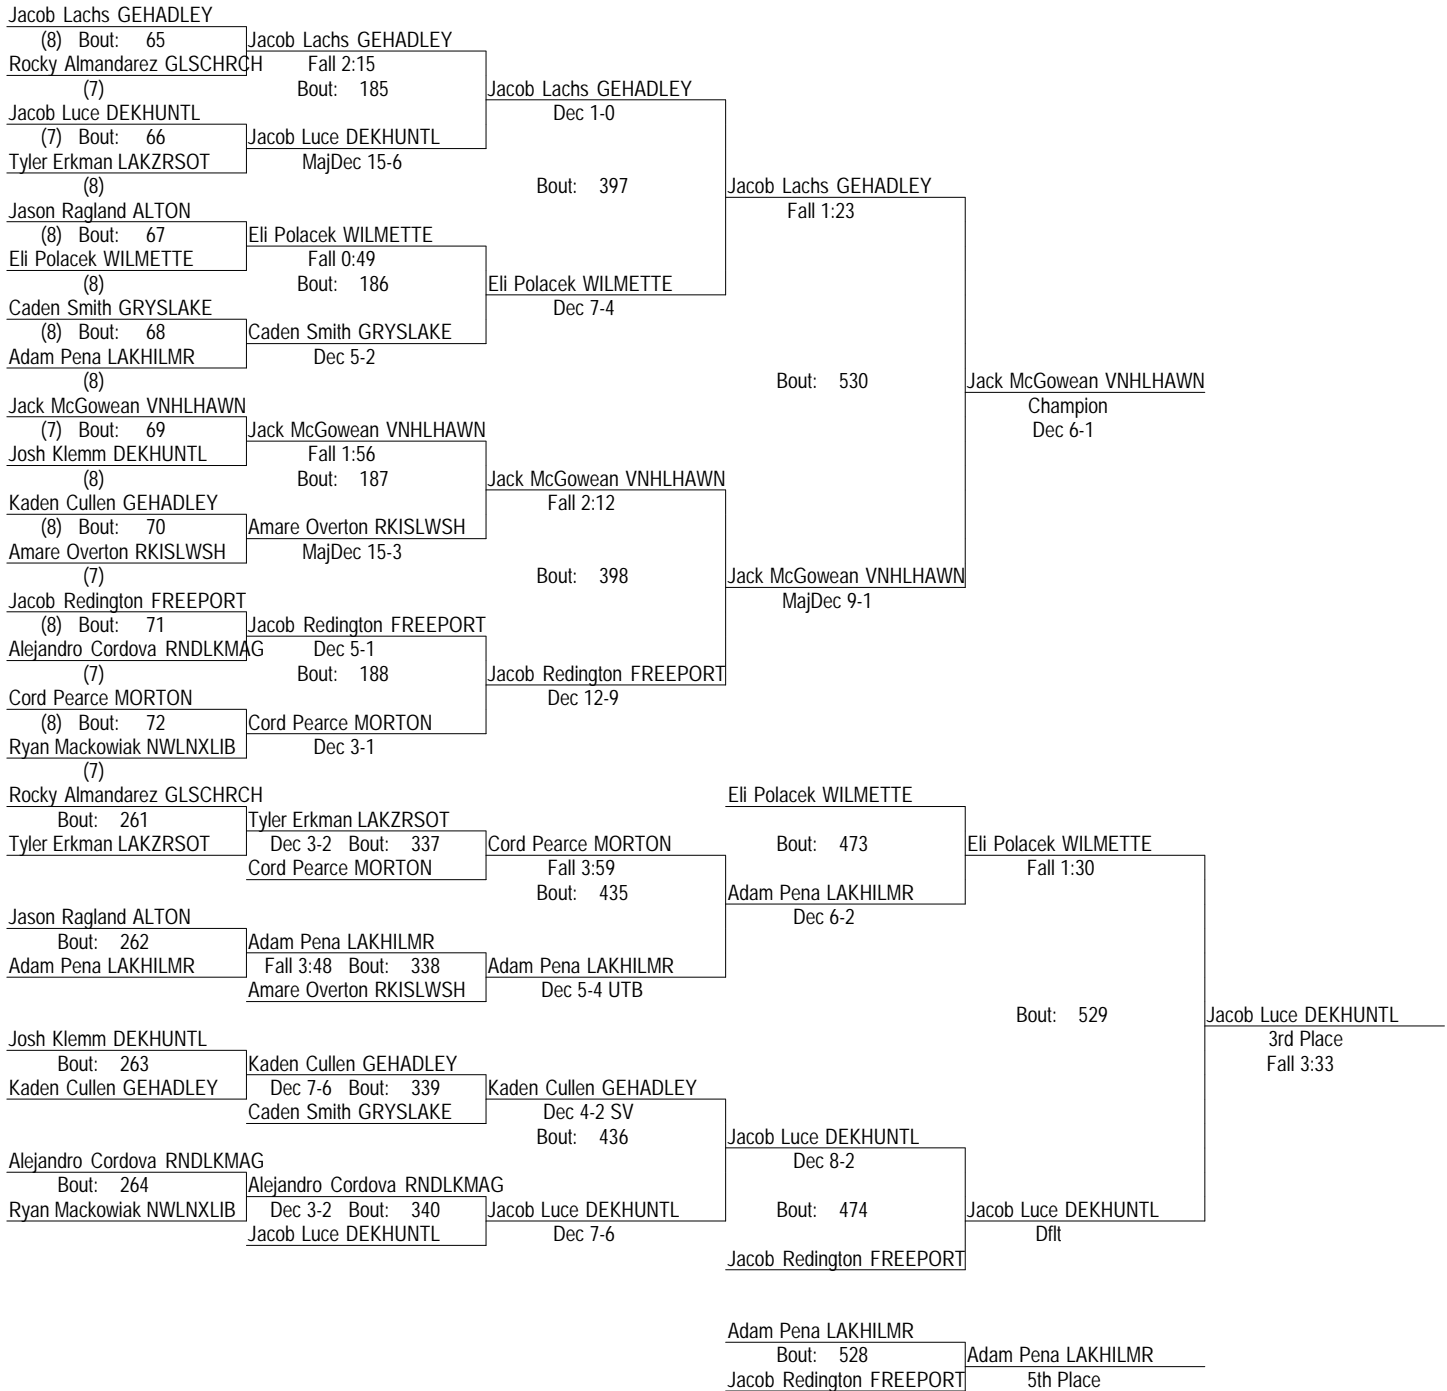 Jacob Lachs GEHADLEY
(8) Bout: 65 Jacob Lachs GEHADLEY
Rocky Almandarez GLSCHRCH Fall 2:15
(7) Bout: 185 Jacob Lachs GEHADLEY
Jacob Luce DEKHUNTL Dec 1-0
(7) Bout: 66 Jacob Luce DEKHUNTL
Tyler Erkman LAKZRSOT MajDec 15-6
(8) Bout: 397 Jacob Lachs GEHADLEY
Jason Ragland ALTON Fall 1:23
(8) Bout: 67 Eli Polacek WILMETTE
Eli Polacek WILMETTE Fall 0:49
(8) Bout: 186 Eli Polacek WILMETTE
Caden Smith GRYSLAKE Dec 7-4
(8) Bout: 68 Caden Smith GRYSLAKE
Adam Pena LAKHILMR Dec 5-2
(8) Bout: 530 Jack McGowean VNHLHAWN
Jack McGowean VNHLHAWN Champion
(7) Bout: 69 Jack McGowean VNHLHAWN Dec 6-1
Josh Klemm DEKHUNTL Fall 1:56
(8) Bout: 187 Jack McGowean VNHLHAWN
Kaden Cullen GEHADLEY Fall 2:12
(8) Bout: 70 Amare Overton RKISLWSH
Amare Overton RKISLWSH MajDec 15-3
(7) Bout: 398 Jack McGowean VNHLHAWN
Jacob Redington FREEPORT MajDec 9-1
(8) Bout: 71 Jacob Redington FREEPORT
Alejandro Cordova RNDLKMAG Dec 5-1
(7) Bout: 188 Jacob Redington FREEPORT
Cord Pearce MORTON Dec 12-9
(8) Bout: 72 Cord Pearce MORTON
Ryan Mackowiak NWLNXLIB Dec 3-1
(7)
Rocky Almandarez GLSCHRCH Eli Polacek WILMETTE
Bout: 261 Tyler Erkman LAKZRSOT
Tyler Erkman LAKZRSOT Dec 3-2 Bout: 337 Cord Pearce MORTON Bout: 473 Eli Polacek WILMETTE
Cord Pearce MORTON Fall 3:59 Fall 1:30
Bout: 435 Adam Pena LAKHILMR
Jason Ragland ALTON Dec 6-2
Bout: 262 Adam Pena LAKHILMR
Adam Pena LAKHILMR Fall 3:48 Bout: 338 Adam Pena LAKHILMR
Amare Overton RKISLWSH Dec 5-4 UTB
Bout: 529 Jacob Luce DEKHUNTL
Josh Klemm DEKHUNTL 3rd Place
Bout: 263 Kaden Cullen GEHADLEY Fall 3:33
Kaden Cullen GEHADLEY Dec 7-6 Bout: 339 Kaden Cullen GEHADLEY
Caden Smith GRYSLAKE Dec 4-2 SV
Bout: 436 Jacob Luce DEKHUNTL
Alejandro Cordova RNDLKMAG Dec 8-2
Bout: 264 Alejandro Cordova RNDLKMAG
Ryan Mackowiak NWLNXLIB Dec 3-2 Bout: 340 Jacob Luce DEKHUNTL Bout: 474 Jacob Luce DEKHUNTL
Jacob Luce DEKHUNTL Dec 7-6 Dflt
Jacob Redington FREEPORT
Adam Pena LAKHILMR
Bout: 528 Adam Pena LAKHILMR
Jacob Redington FREEPORT 5th Place